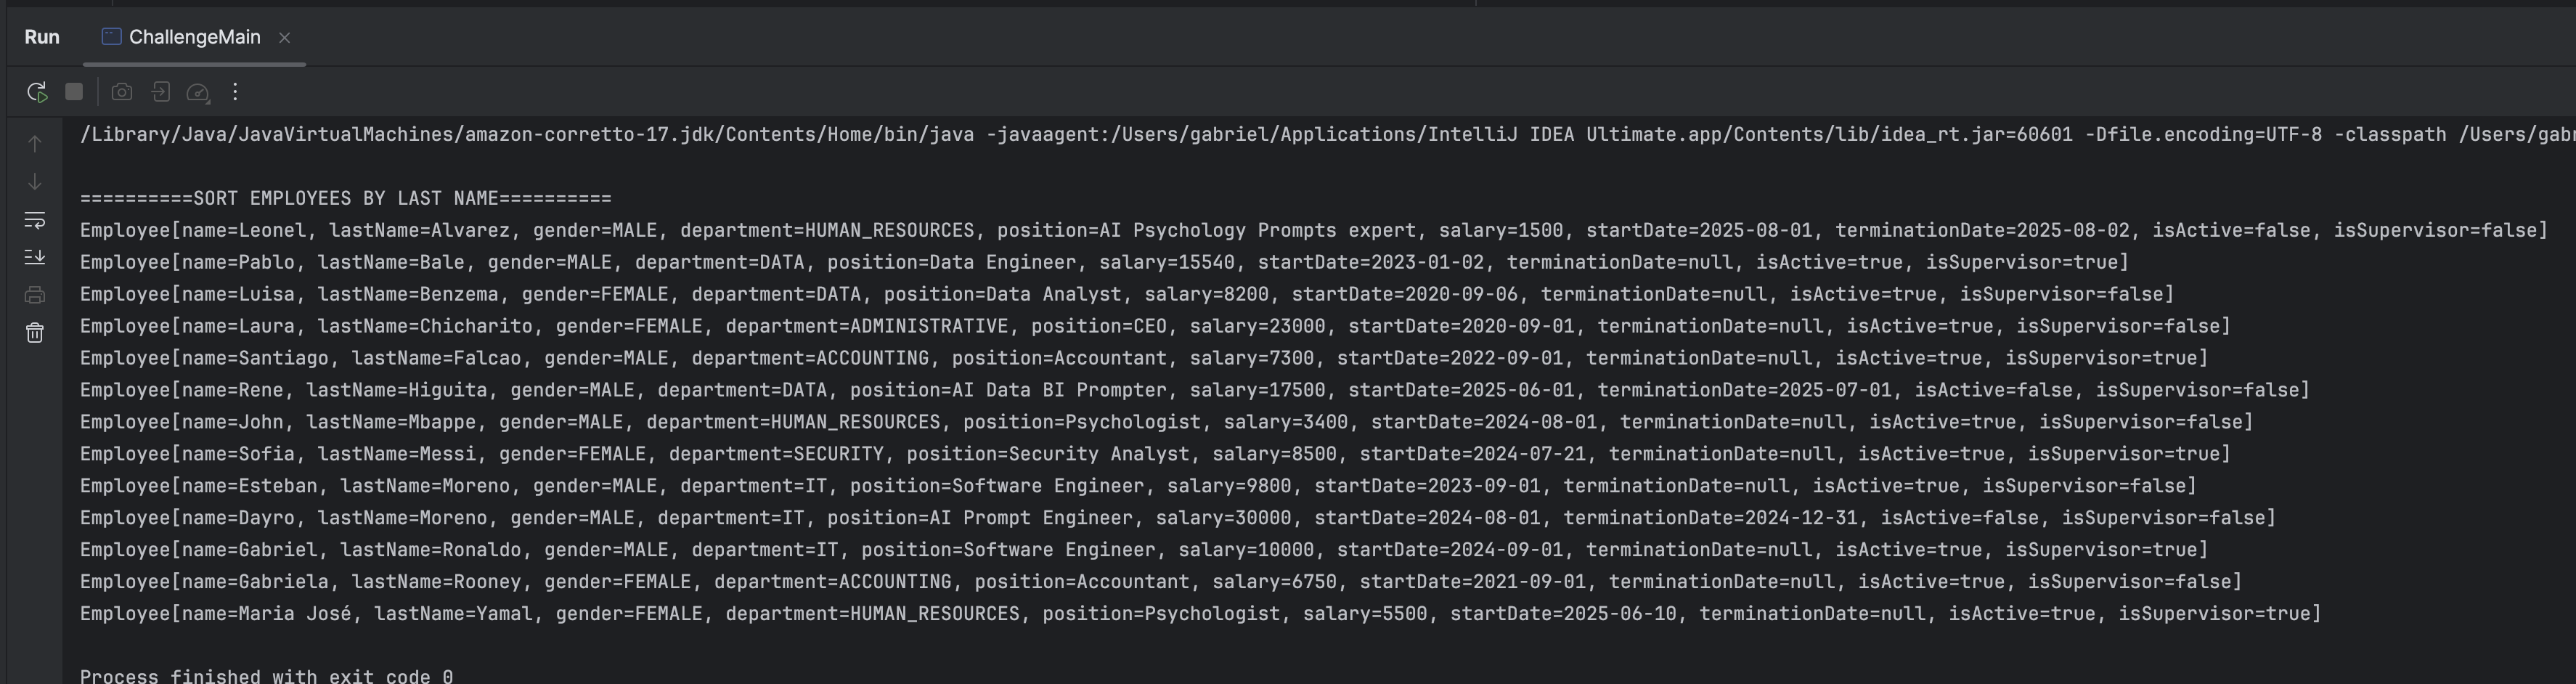 Run ChallengeMain
/Library/Java/JavaVirtualMachines/amazon-corretto-17.jdk/Contents/Home/bin/java -javaagent:/Users/gabriel/Applications/IntelliJ IDEA Ultimate.app/Contents/lib/idea_rt.jar=60601 -Dfile.encoding=UTF-8 -classpath /Users/gabr
==========SORT EMPLOYEES BY LAST NAME==========
Employee[name=Leonel, lastName=Alvarez, gender=MALE, department=HUMAN_RESOURCES, position=AI Psychology Prompts expert, salary=1500, startDate=2025-08-01, terminationDate=2025-08-02, isActive=false, isSupervisor=false]
Employee[name=Pablo, lastName=Bale, gender=MALE, department=DATA, position=Data Engineer, salary=15540, startDate=2023-01-02, terminationDate=null, isActive=true, isSupervisor=true]
Employee[name=Luisa, lastName=Benzema, gender=FEMALE, department=DATA, position=Data Analyst, salary=8200, startDate=2020-09-06, terminationDate=null, isActive=true, isSupervisor=false]
Employee[name=Laura, lastName=Chicharito, gender=FEMALE, department=ADMINISTRATIVE, position=CEO, salary=23000, startDate=2020-09-01, terminationDate=null, isActive=true, isSupervisor=false]
Employee[name=Santiago, lastName=Falcao, gender=MALE, department=ACCOUNTING, position=Accountant, salary=7300, startDate=2022-09-01, terminationDate=null, isActive=true, isSupervisor=true]
Employee[name=Rene, lastName=Higuita, gender=MALE, department=DATA, position=AI Data BI Prompter, salary=17500, startDate=2025-06-01, terminationDate=2025-07-01, isActive=false, isSupervisor=false]
Employee[name=John, lastName=Mbappe, gender=MALE, department=HUMAN_RESOURCES, position=Psychologist, salary=3400, startDate=2024-08-01, terminationDate=null, isActive=true, isSupervisor=false]
Employee[name=Sofia, lastName=Messi, gender=FEMALE, department=SECURITY, position=Security Analyst, salary=8500, startDate=2024-07-21, terminationDate=null, isActive=true, isSupervisor=true]
Employee[name=Esteban, lastName=Moreno, gender=MALE, department=IT, position=Software Engineer, salary=9800, startDate=2023-09-01, terminationDate=null, isActive=true, isSupervisor=false]
Employee[name=Dayro, lastName=Moreno, gender=MALE, department=IT, position=AI Prompt Engineer, salary=30000, startDate=2024-08-01, terminationDate=2024-12-31, isActive=false, isSupervisor=false]
Employee[name=Gabriel, lastName=Ronaldo, gender=MALE, department=IT, position=Software Engineer, salary=10000, startDate=2024-09-01, terminationDate=null, isActive=true, isSupervisor=true]
Employee[name=Gabriela, lastName=Rooney, gender=FEMALE, department=ACCOUNTING, position=Accountant, salary=6750, startDate=2021-09-01, terminationDate=null, isActive=true, isSupervisor=false]
Employee[name=Maria José, lastName=Yamal, gender=FEMALE, department=HUMAN_RESOURCES, position=Psychologist, salary=5500, startDate=2025-06-10, terminationDate=null, isActive=true, isSupervisor=true]
Process finished with exit code 0